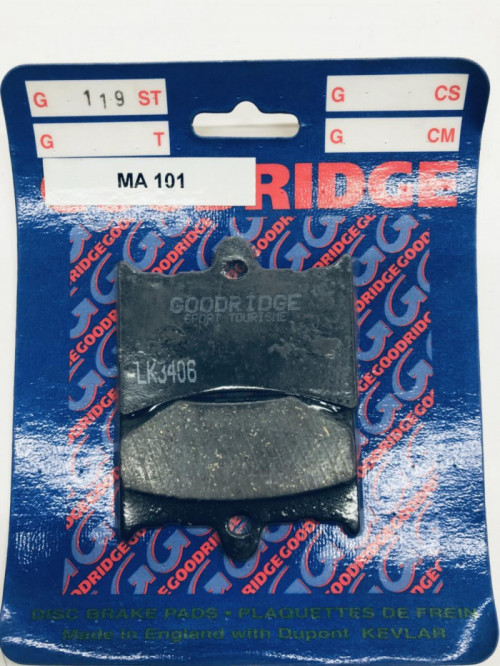 G 119 ST
G CS
G T
G CM
MA 101
RIDGE
GOODRIDGE
SPORT TOURISME
LK3406
GOODRIDGE
DISC BRAKE PADS • PLAQUETTES DE FREIN
Made in England with Dupont KEVLAR